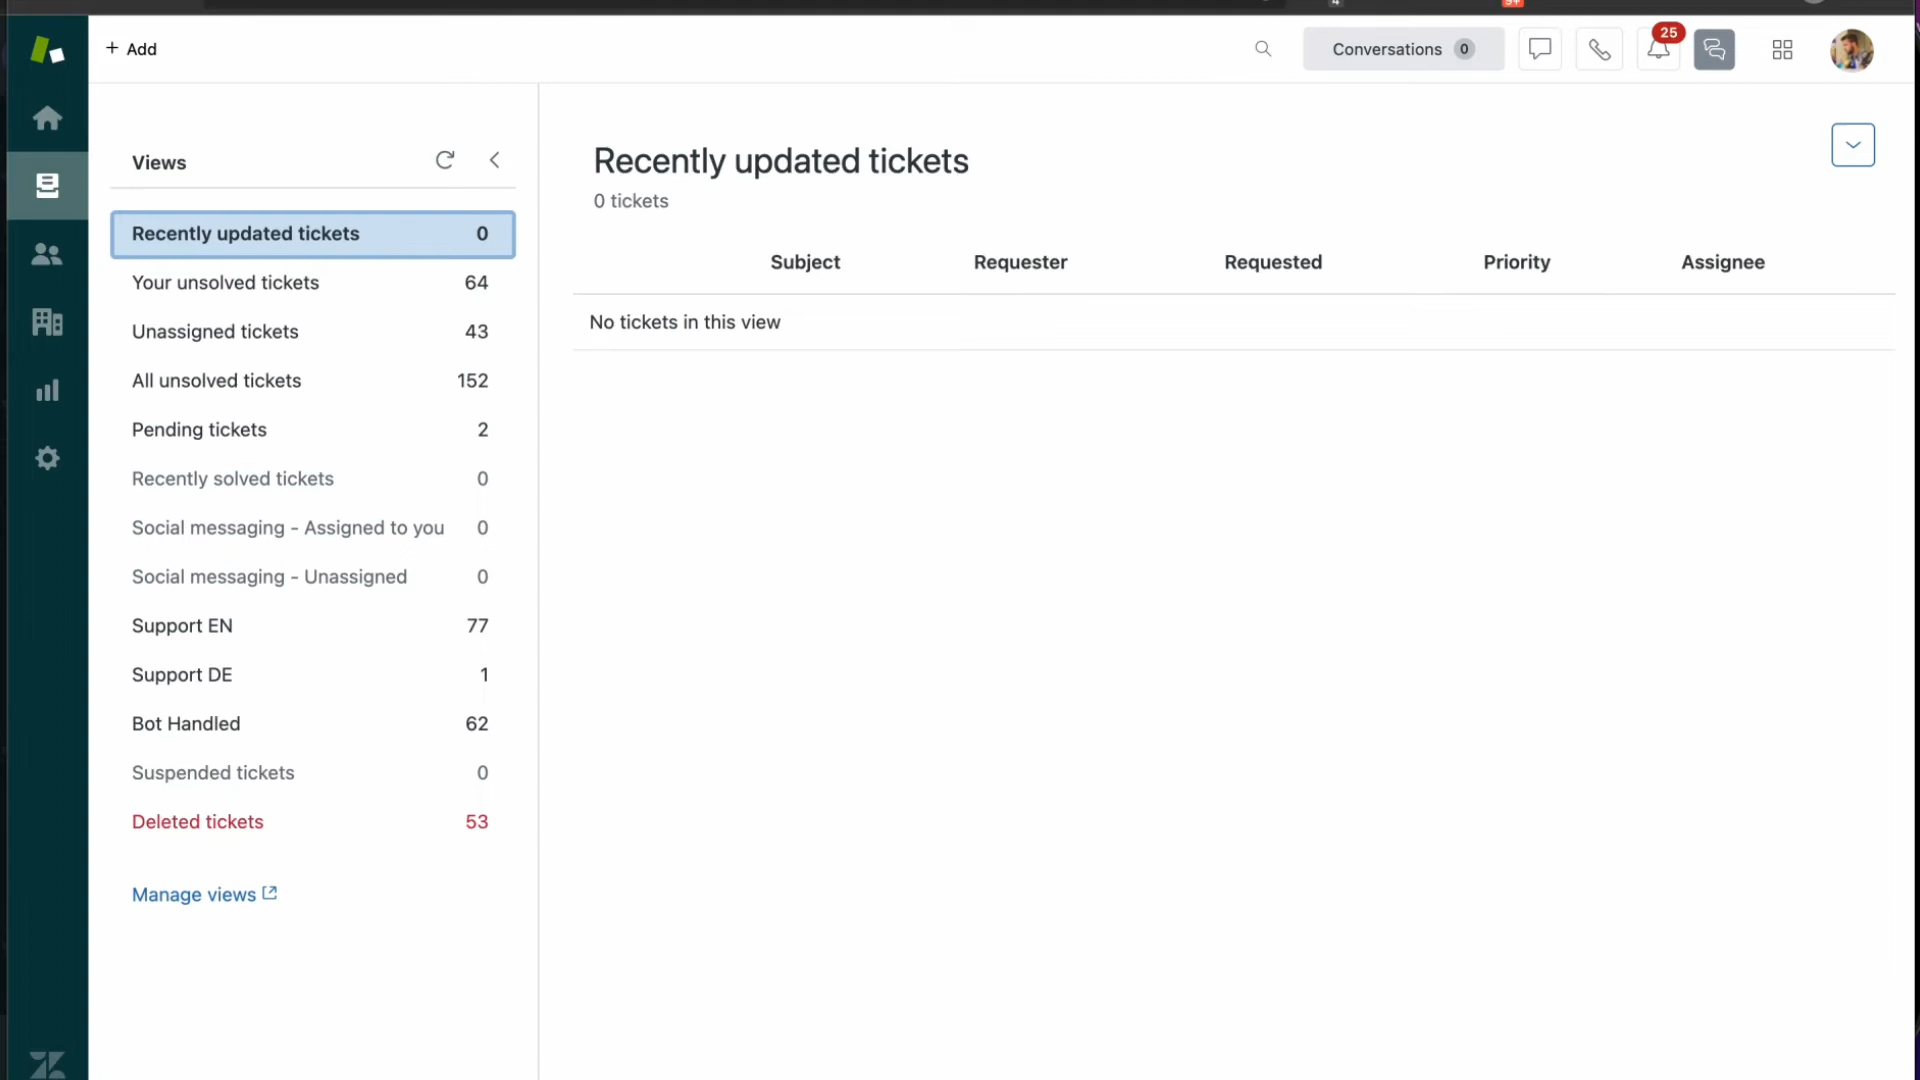 + Add
Conversations 0
25
Views
Recently updated tickets 0
Your unsolved tickets 64
Unassigned tickets 43
All unsolved tickets 152
Pending tickets 2
Recently solved tickets 0
Social messaging - Assigned to you 0
Social messaging - Unassigned 0
Support EN 77
Support DE 1
Bot Handled 62
Suspended tickets 0
Deleted tickets 53
Manage views
Recently updated tickets
0 tickets
Subject Requester Requested Priority Assignee
No tickets in this view